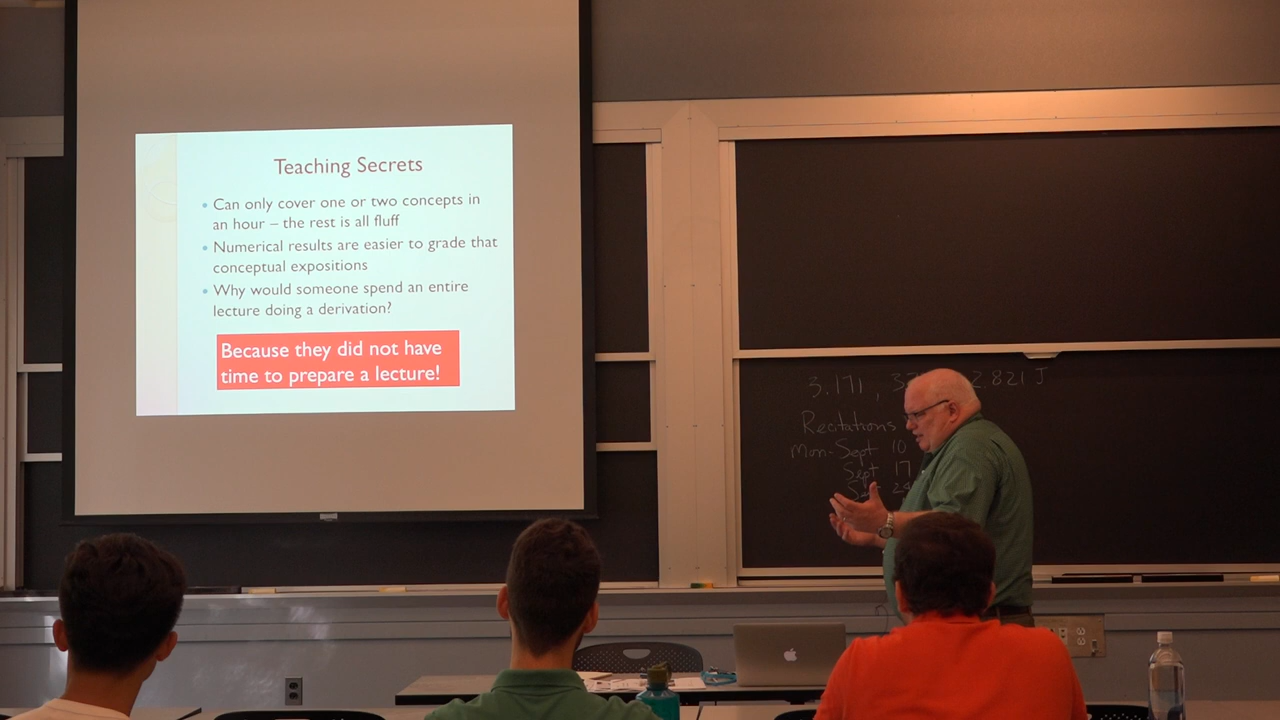 Teaching Secrets
• Can only cover one or two concepts in
an hour – the rest is all fluff
• Numerical results are easier to grade that
conceptual expositions
• Why would someone spend an entire
lecture doing a derivation?
Because they did not have
time to prepare a lecture!
3.171, 2.821 J
Recitations
Mon-Sept 10
Sept 17